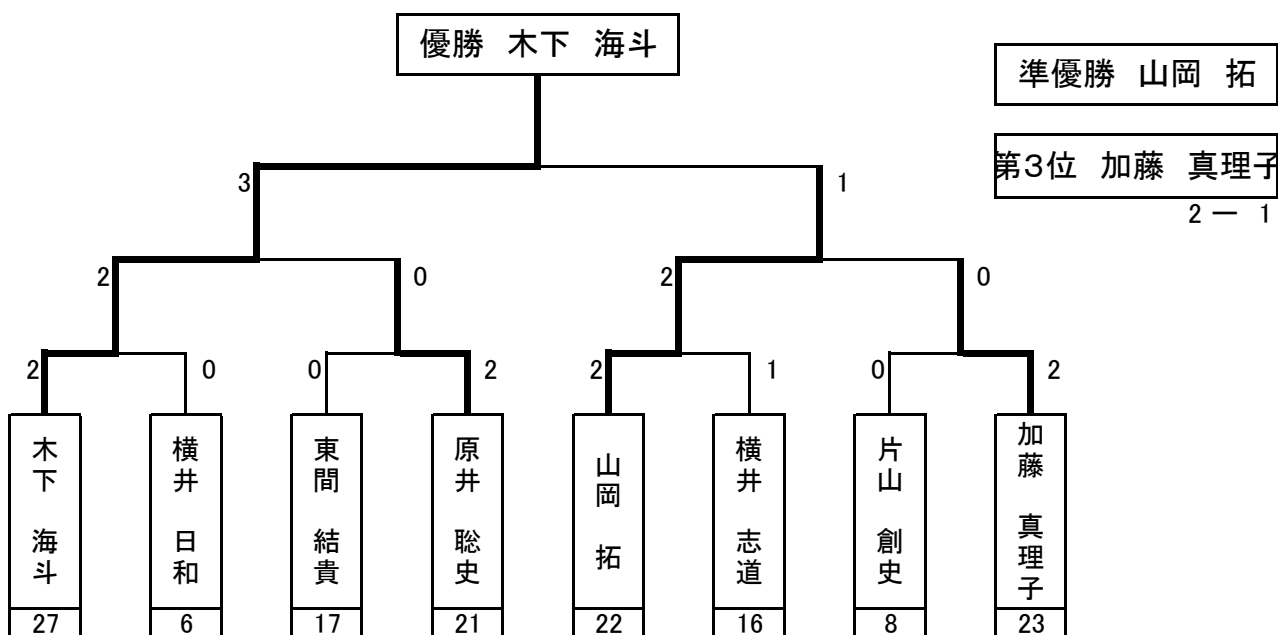 優勝 木下 海斗
準優勝 山岡 拓
第3位 加藤 真理子
2 ー 1
3
1
2
0
2
0
2
0
0
2
2
1
0
2
木下 海斗
横井 日和
東間 結貴
原井 聡史
山岡 拓
横井 志道
片山 創史
加藤 真理子
27
6
17
21
22
16
8
23